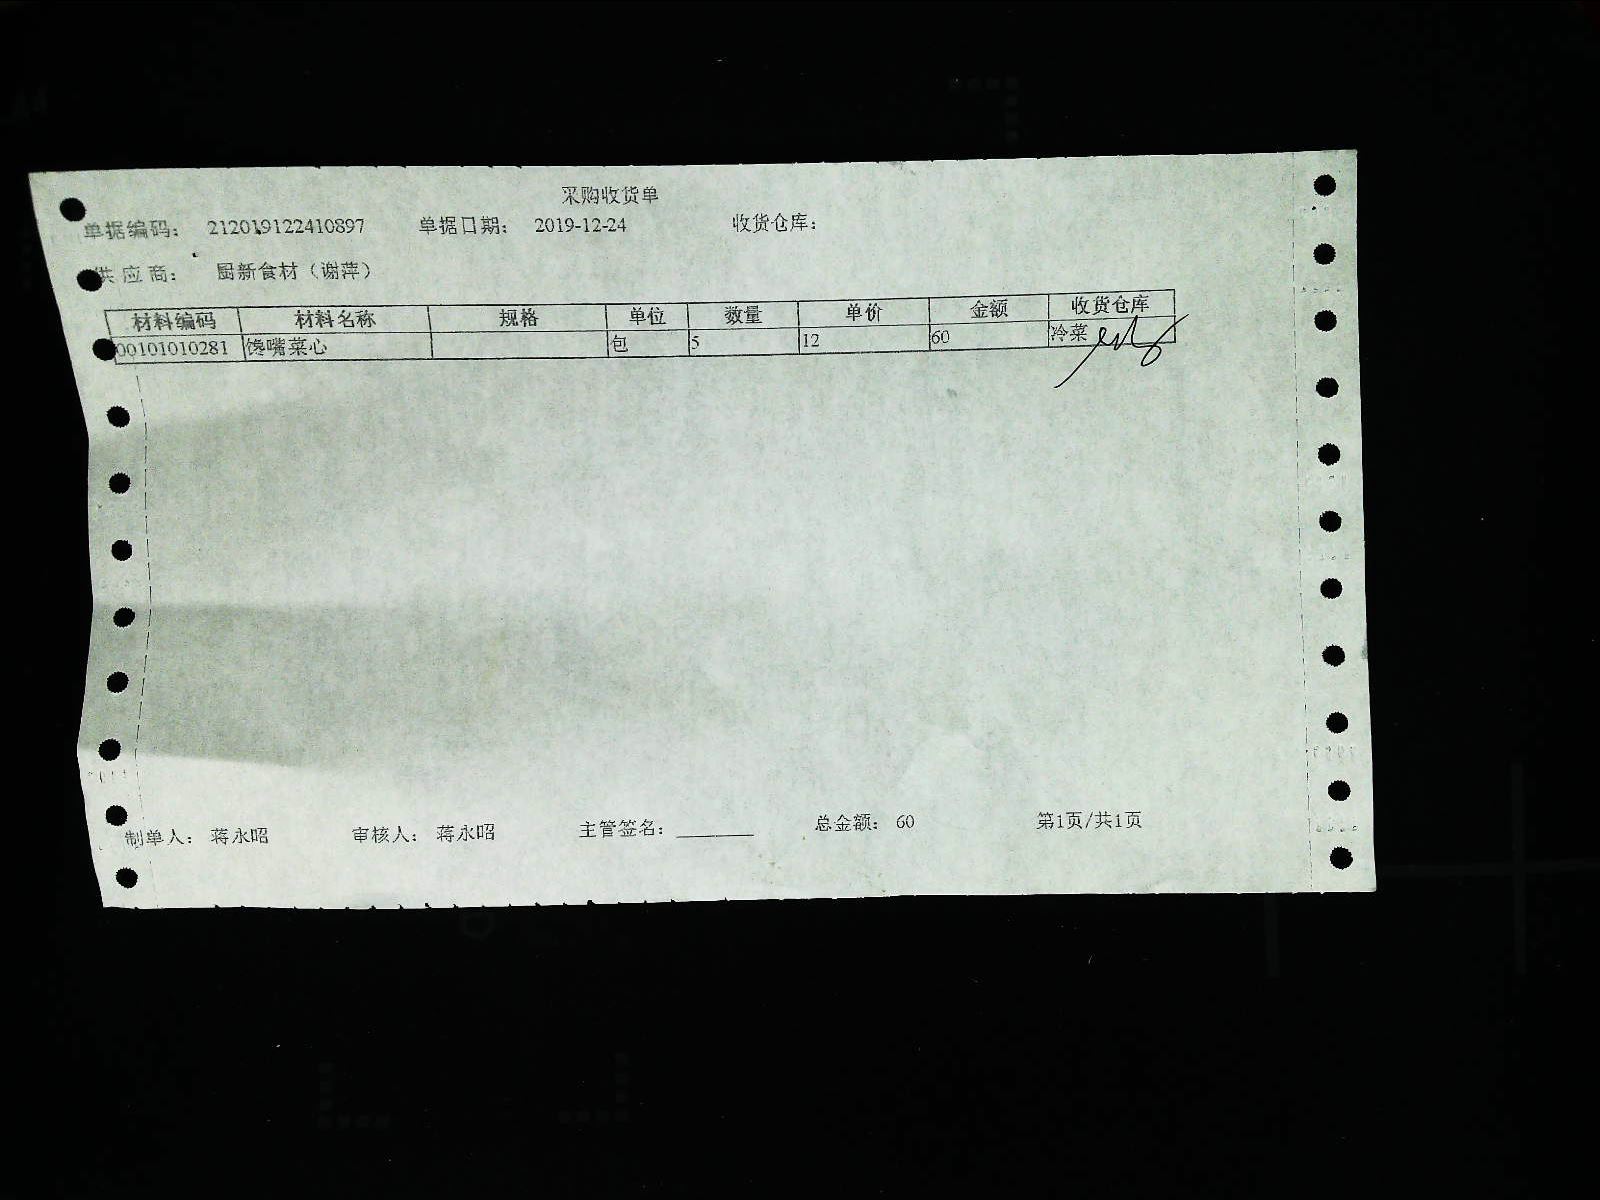 采购收货单
单据编码： 212019122410897 单据日期： 2019-12-24 收货仓库：
供应商： 厨新食材（谢萍）
材料编码 材料名称 规格 单位 数量 单价 金额 收货仓库
00101010281 馋嘴菜心 包 5 12 60 冷菜
制单人： 蒋永昭 审核人： 蒋永昭 主管签名：________ 总金额： 60 第1页/共1页